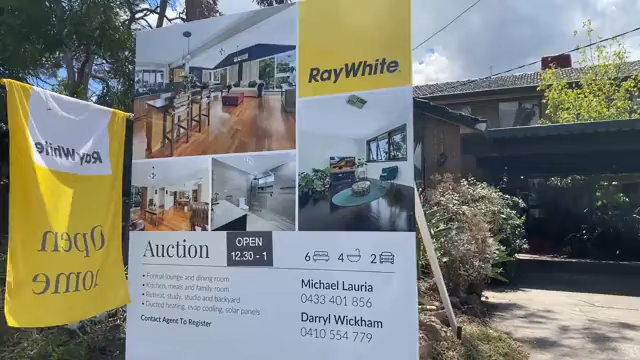 RayWhite.
RayWhite
Open
Home
Auction
OPEN
12.30 - 1
6 4 2
• Formal lounge and dining room
• Kitchen, meals and family room
• Retreat, study, studio and backyard
• Ducted heating, evap cooling, solar panels
Contact Agent To Register
Michael Lauria
0433 401 856
Darryl Wickham
0410 554 779